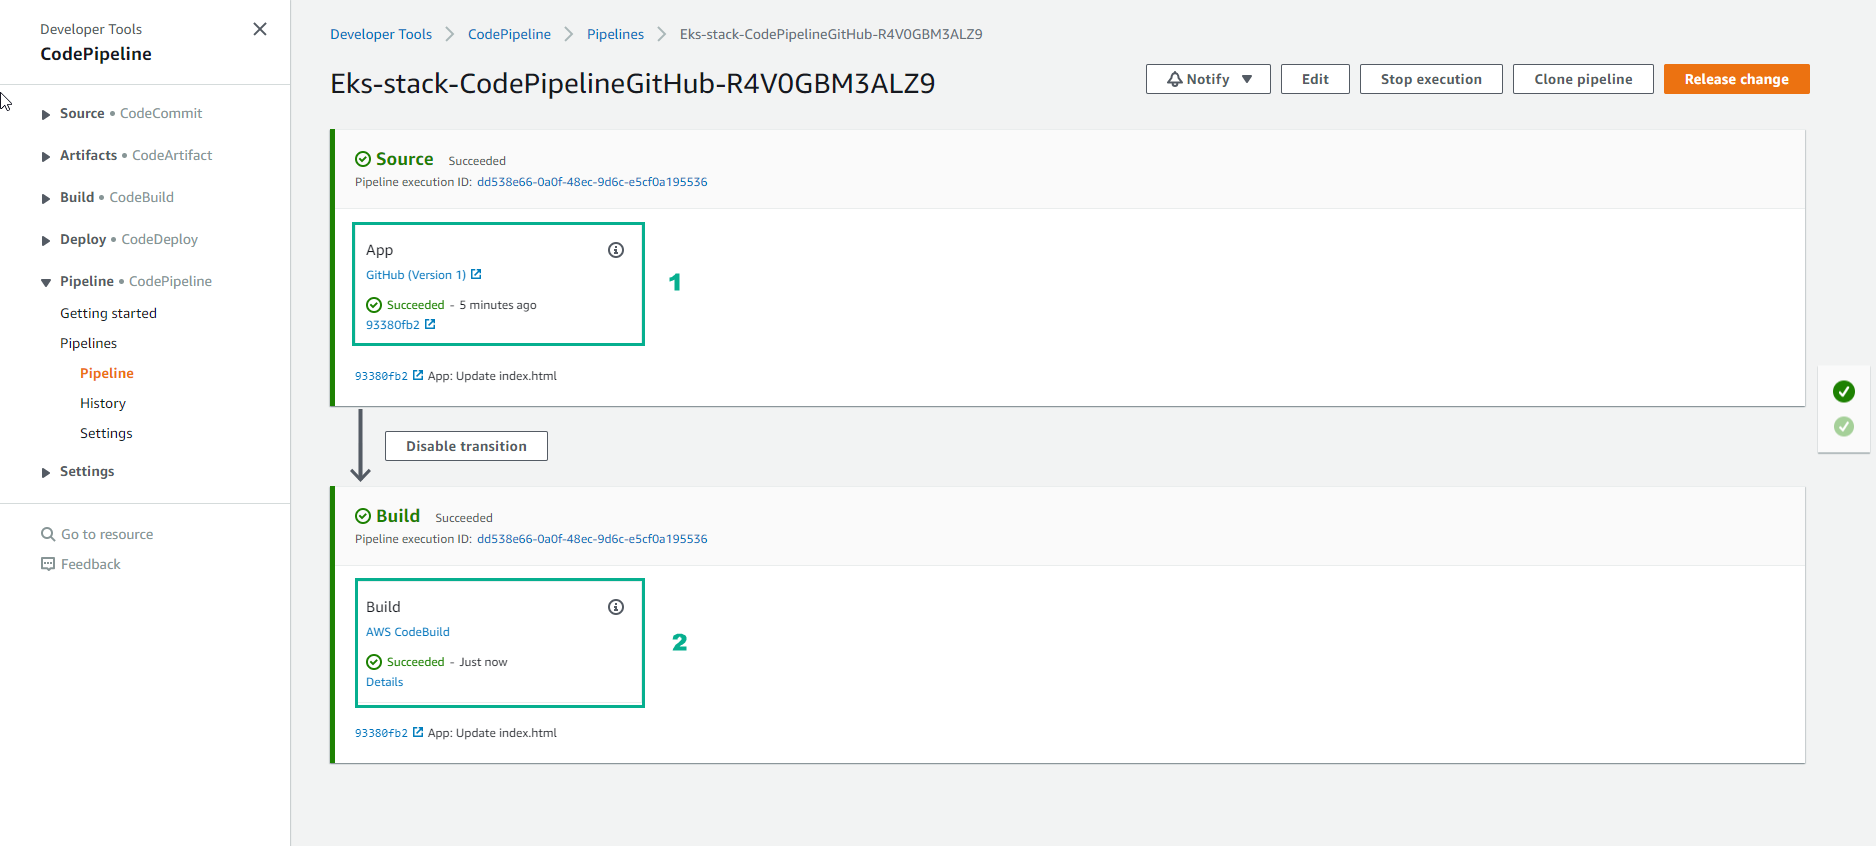 Developer Tools
CodePipeline
Source • CodeCommit
Artifacts • CodeArtifact
Build • CodeBuild
Deploy • CodeDeploy
Pipeline • CodePipeline
Getting started
Pipelines
Pipeline
History
Settings
Settings
Go to resource
Feedback
Developer Tools > CodePipeline > Pipelines > Eks-stack-CodePipelineGitHub-R4V0GBM3ALZ9
Eks-stack-CodePipelineGitHub-R4V0GBM3ALZ9
Notify Edit Stop execution Clone pipeline Release change
Source Succeeded
Pipeline execution ID: dd538e66-0a0f-48ec-9d6c-e5cf0a195536
App
GitHub (Version 1)
Succeeded - 5 minutes ago
93380fb2
1
93380fb2 App: Update index.html
Disable transition
Build Succeeded
Pipeline execution ID: dd538e66-0a0f-48ec-9d6c-e5cf0a195536
Build
AWS CodeBuild
Succeeded - Just now
Details
2
93380fb2 App: Update index.html